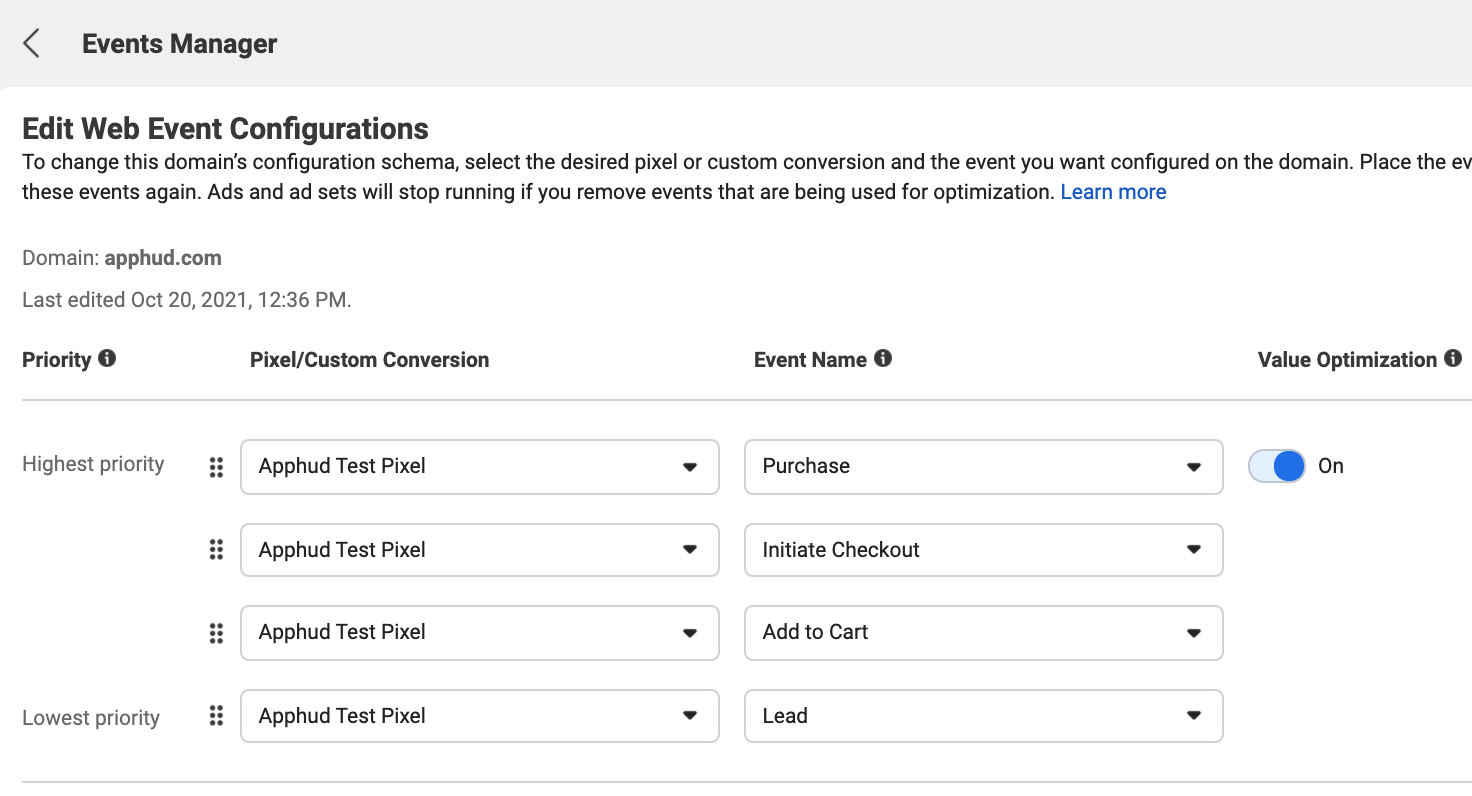 Events Manager
Edit Web Event Configurations
To change this domain's configuration schema, select the desired pixel or custom conversion and the event you want configured on the domain. Place the ev
these events again. Ads and ad sets will stop running if you remove events that are being used for optimization. Learn more
Domain: apphud.com
Last edited Oct 20, 2021, 12:36 PM.
Priority Pixel/Custom Conversion Event Name Value Optimization
Highest priority Apphud Test Pixel Purchase On
Apphud Test Pixel Initiate Checkout
Apphud Test Pixel Add to Cart
Lowest priority Apphud Test Pixel Lead